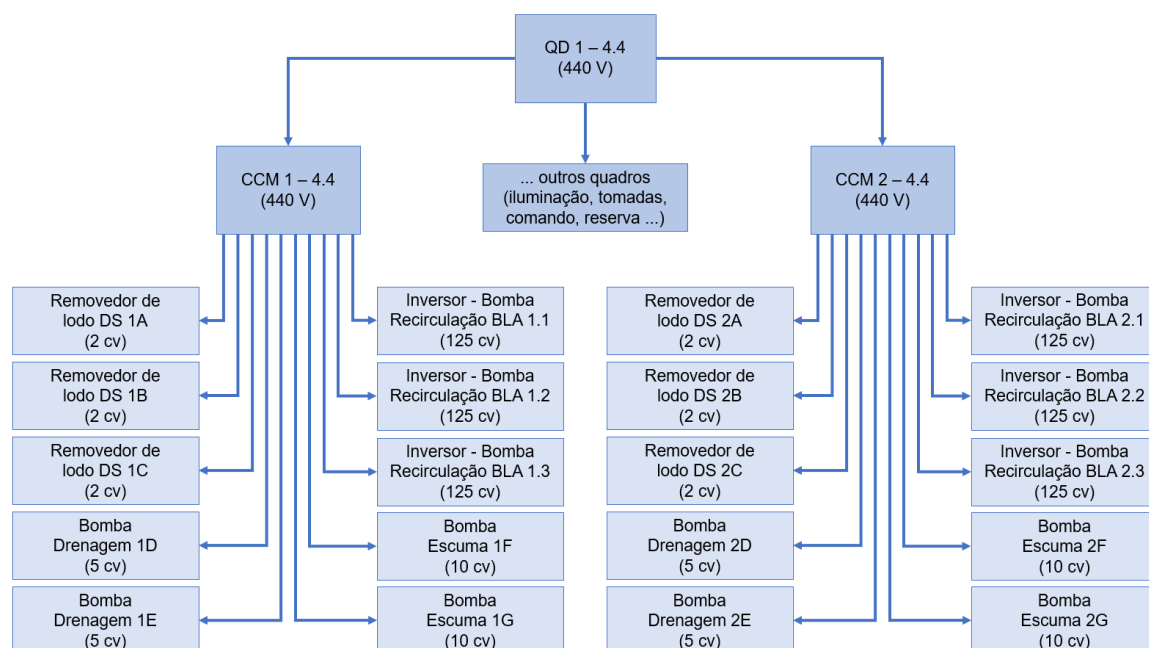 QD 1 – 4.4
(440 V)
CCM 1 – 4.4
(440 V)
... outros quadros
(iluminação, tomadas,
comando, reserva ...)
CCM 2 – 4.4
(440 V)
Removedor de
lodo DS 1A
(2 cv)
Inversor - Bomba
Recirculação BLA 1.1
(125 cv)
Removedor de
lodo DS 2A
(2 cv)
Inversor - Bomba
Recirculação BLA 2.1
(125 cv)
Removedor de
lodo DS 1B
(2 cv)
Inversor - Bomba
Recirculação BLA 1.2
(125 cv)
Removedor de
lodo DS 2B
(2 cv)
Inversor - Bomba
Recirculação BLA 2.2
(125 cv)
Removedor de
lodo DS 1C
(2 cv)
Inversor - Bomba
Recirculação BLA 1.3
(125 cv)
Removedor de
lodo DS 2C
(2 cv)
Inversor - Bomba
Recirculação BLA 2.3
(125 cv)
Bomba
Drenagem 1D
(5 cv)
Bomba
Escuma 1F
(10 cv)
Bomba
Drenagem 2D
(5 cv)
Bomba
Escuma 2F
(10 cv)
Bomba
Drenagem 1E
(5 cv)
Bomba
Escuma 1G
(10 cv)
Bomba
Drenagem 2E
(5 cv)
Bomba
Escuma 2G
(10 cv)